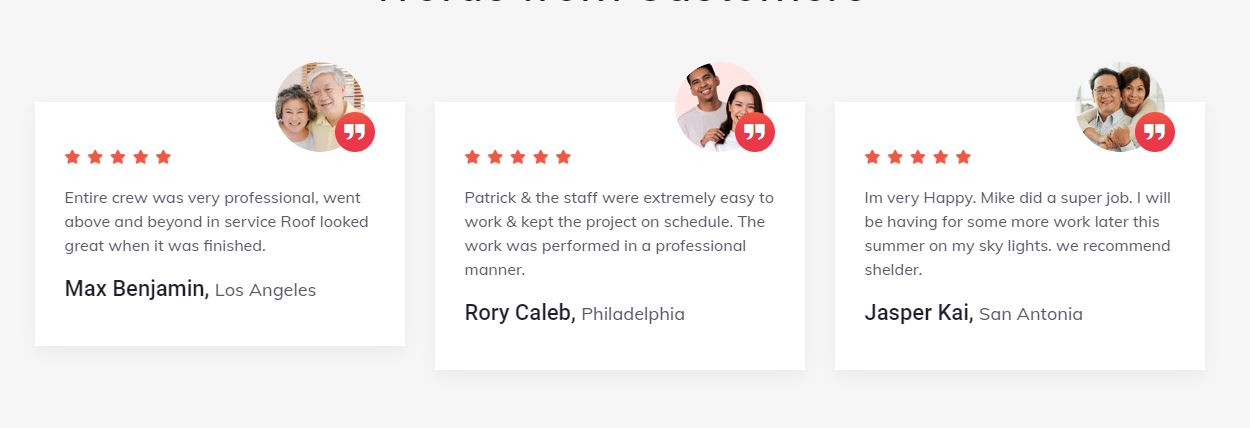 Words from Customers
Entire crew was very professional, went
above and beyond in service Roof looked
great when it was finished.
Max Benjamin, Los Angeles
Patrick & the staff were extremely easy to
work & kept the project on schedule. The
work was performed in a professional
manner.
Rory Caleb, Philadelphia
Im very Happy. Mike did a super job. I will
be having for some more work later this
summer on my sky lights. we recommend
shelder.
Jasper Kai, San Antonia